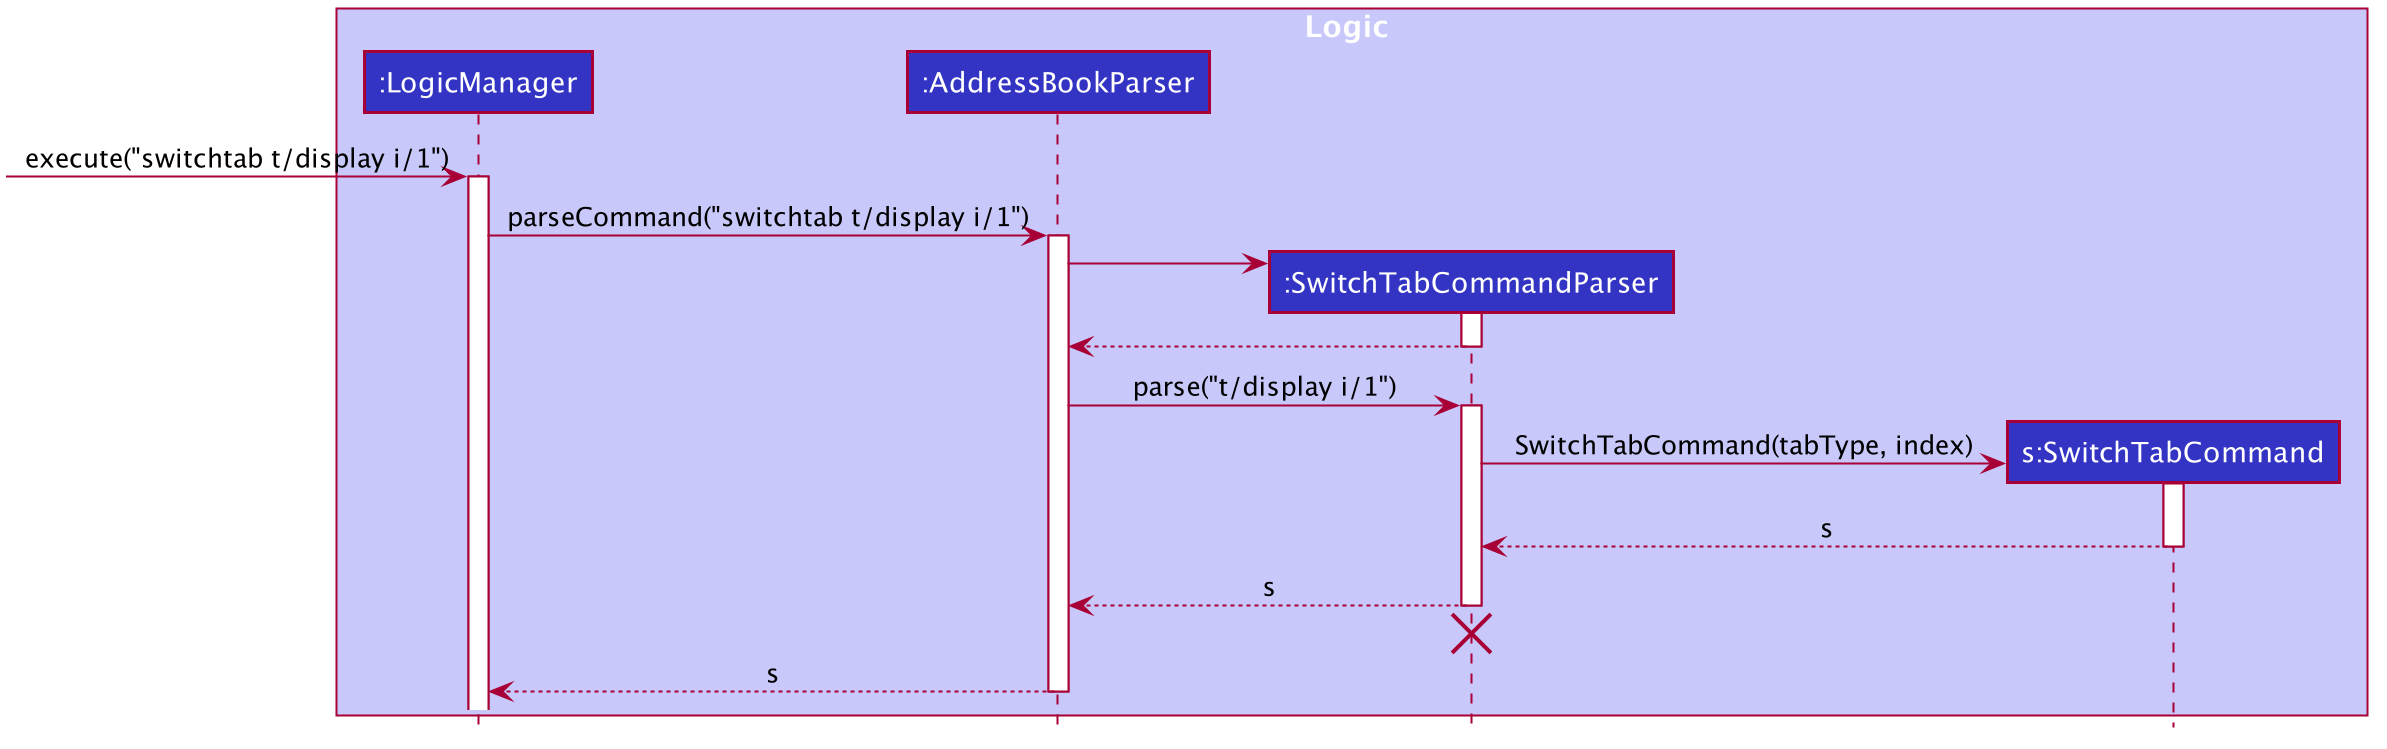 Logic
:LogicManager
:AddressBookParser
execute("switchtab t/display i/1")
parseCommand("switchtab t/display i/1")
:SwitchTabCommandParser
parse("t/display i/1")
SwitchTabCommand(tabType, index)
s:SwitchTabCommand
s
s
s